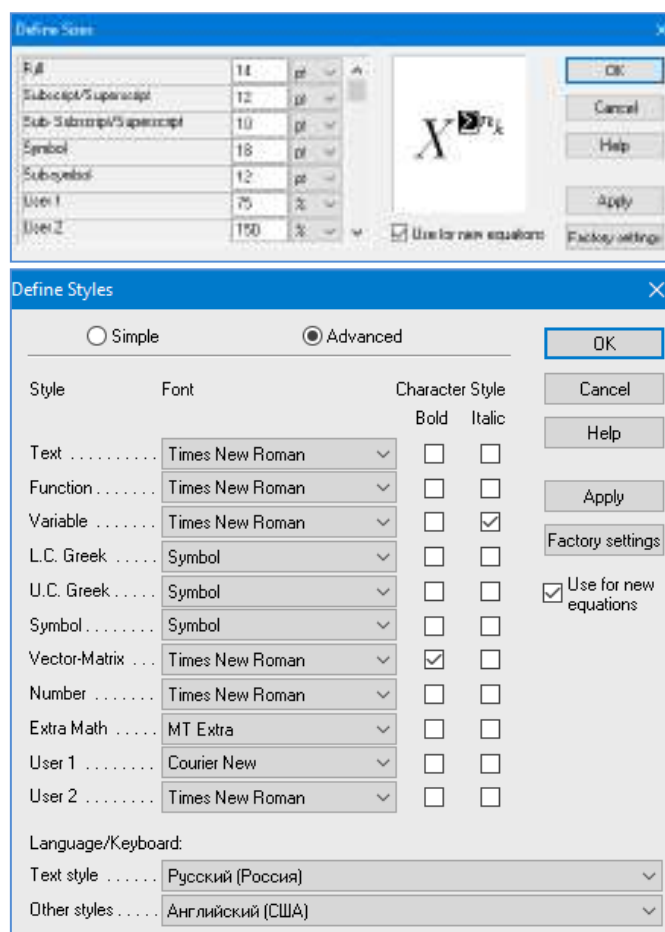 Define Sizes
Full 14 pt OK
Subscript/Superscript 12 pt Cancel
Sub-Subscript/Superscript 10 pt Help
Symbol 18 pt
Sub-symbol 12 pt
User 1 75 % Apply
User 2 150 % Use for new equations Factory settings
Define Styles
Simple Advanced OK
Style Font Character Style Cancel
Bold Italic Help
Text .......... Times New Roman
Function ....... Times New Roman Apply
Variable ........ Times New Roman Factory settings
L.C. Greek ..... Symbol
U.C. Greek ..... Symbol Use for new equations
Symbol ........ Symbol
Vector-Matrix ... Times New Roman
Number ....... Times New Roman
Extra Math ..... MT Extra
User 1 ........ Courier New
User 2 ........ Times New Roman
Language/Keyboard:
Text style ...... Русский (Россия)
Other styles ..... Английский (США)